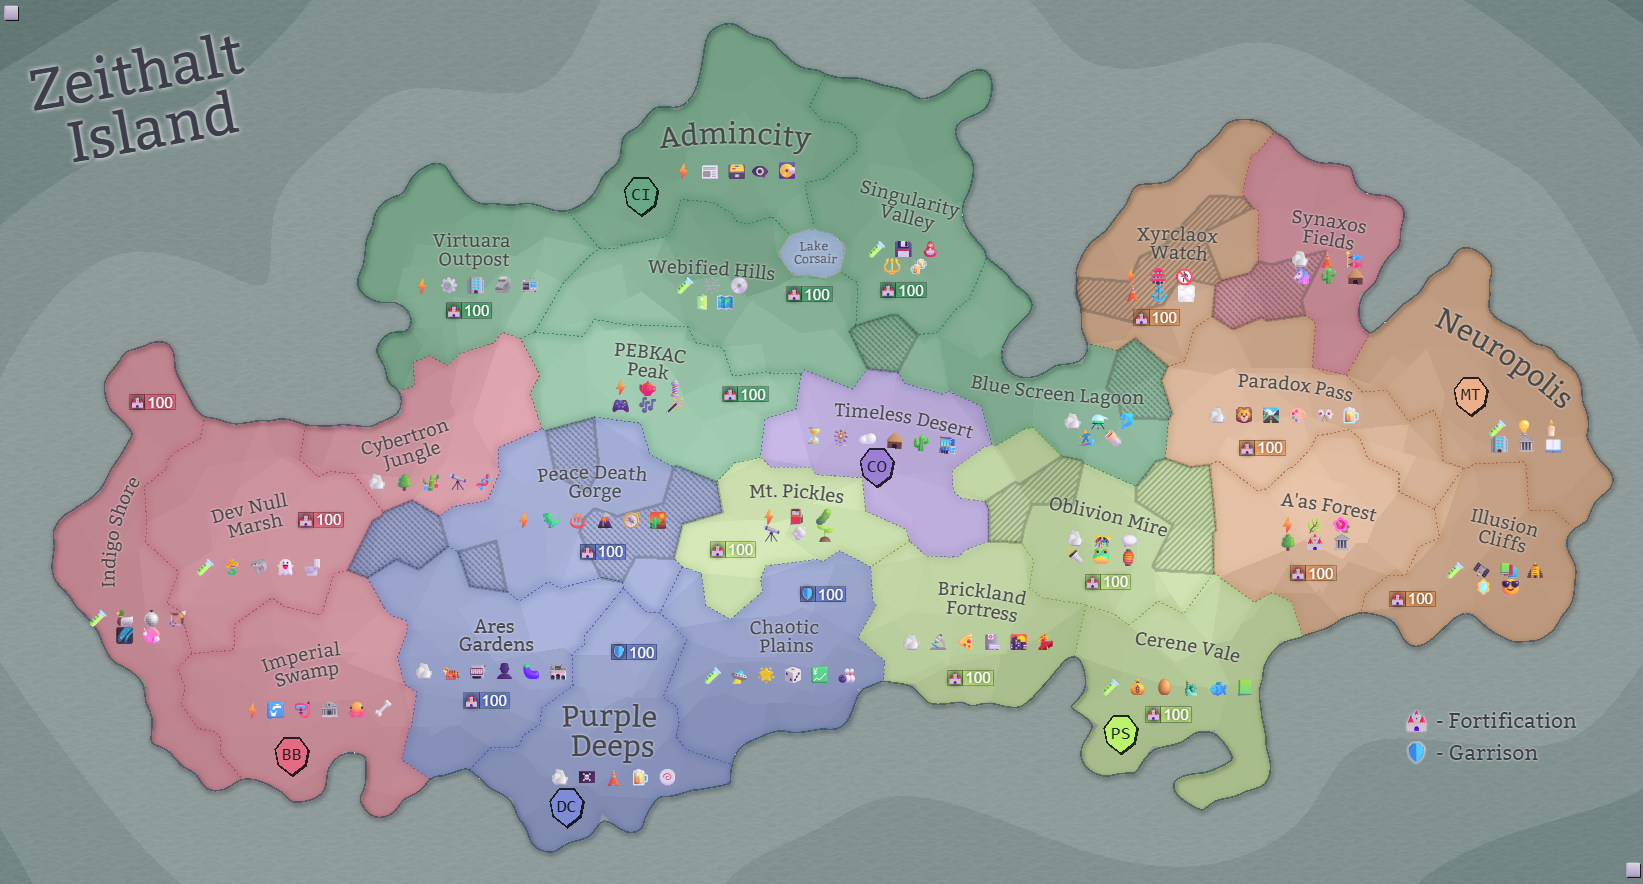 Zeithalt
Island
Admincity
CI
Singularity
Valley
100
Virtuara
Outpost
100
Webified Hills
Lake
Corsair
100
PEBKAC
Peak
100
Xyrclaox
Watch
100
Synaxos
Fields
Neuropolis
MT
Blue Screen Lagoon
Paradox Pass
100
Timeless Desert
CO
100
Cybertron
Jungle
Indigo Shore
Dev Null
Marsh
100
Peace Death
Gorge
100
Mt. Pickles
100
Oblivion Mire
100
A'as Forest
100
Illusion
Cliffs
100
Imperial
Swamp
BB
Ares
Gardens
100
100
Purple
Deeps
DC
100
Chaotic
Plains
Brickland
Fortress
100
Cerene Vale
100
PS
- Fortification
- Garrison